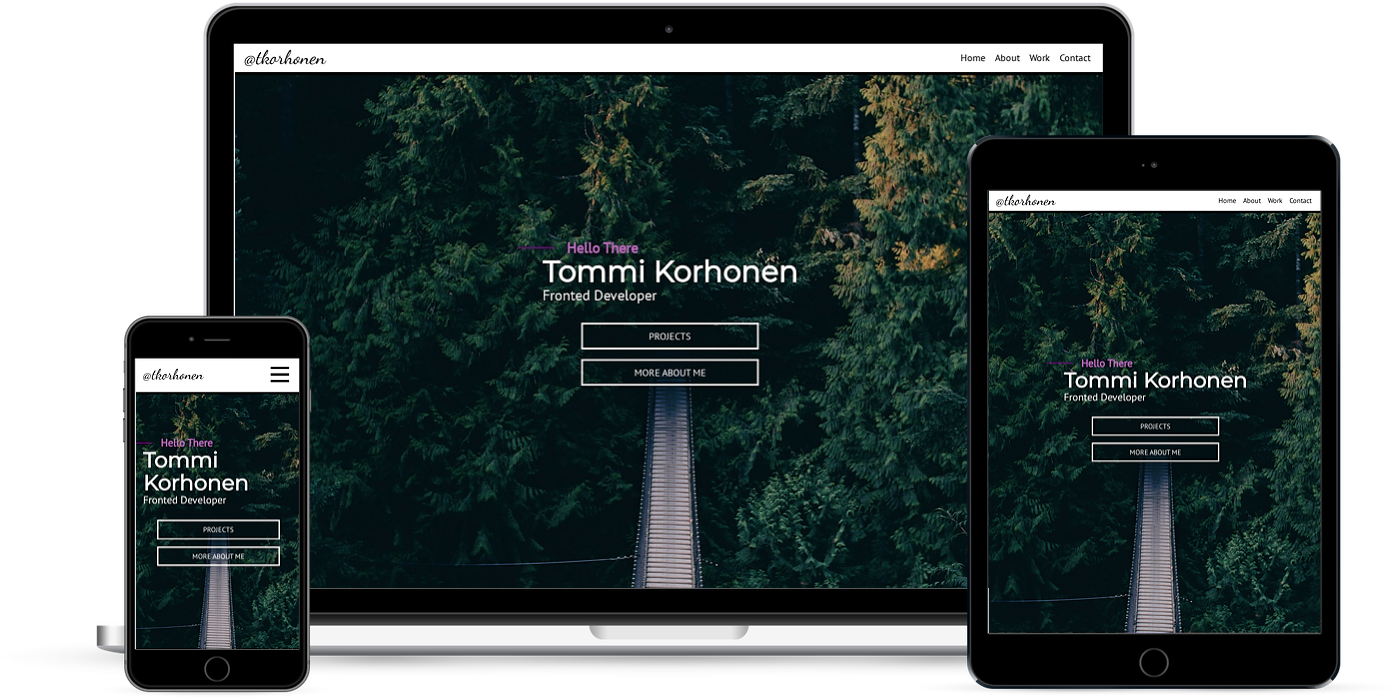 @tkorhonen
Home About Work Contact
Hello There
Tommi Korhonen
Fronted Developer
PROJECTS
MORE ABOUT ME
@tkorhonen
Home About Work Contact
Hello There
Tommi Korhonen
Fronted Developer
PROJECTS
MORE ABOUT ME
@tkorhonen
Hello There
Tommi
Korhonen
Fronted Developer
PROJECTS
MORE ABOUT ME